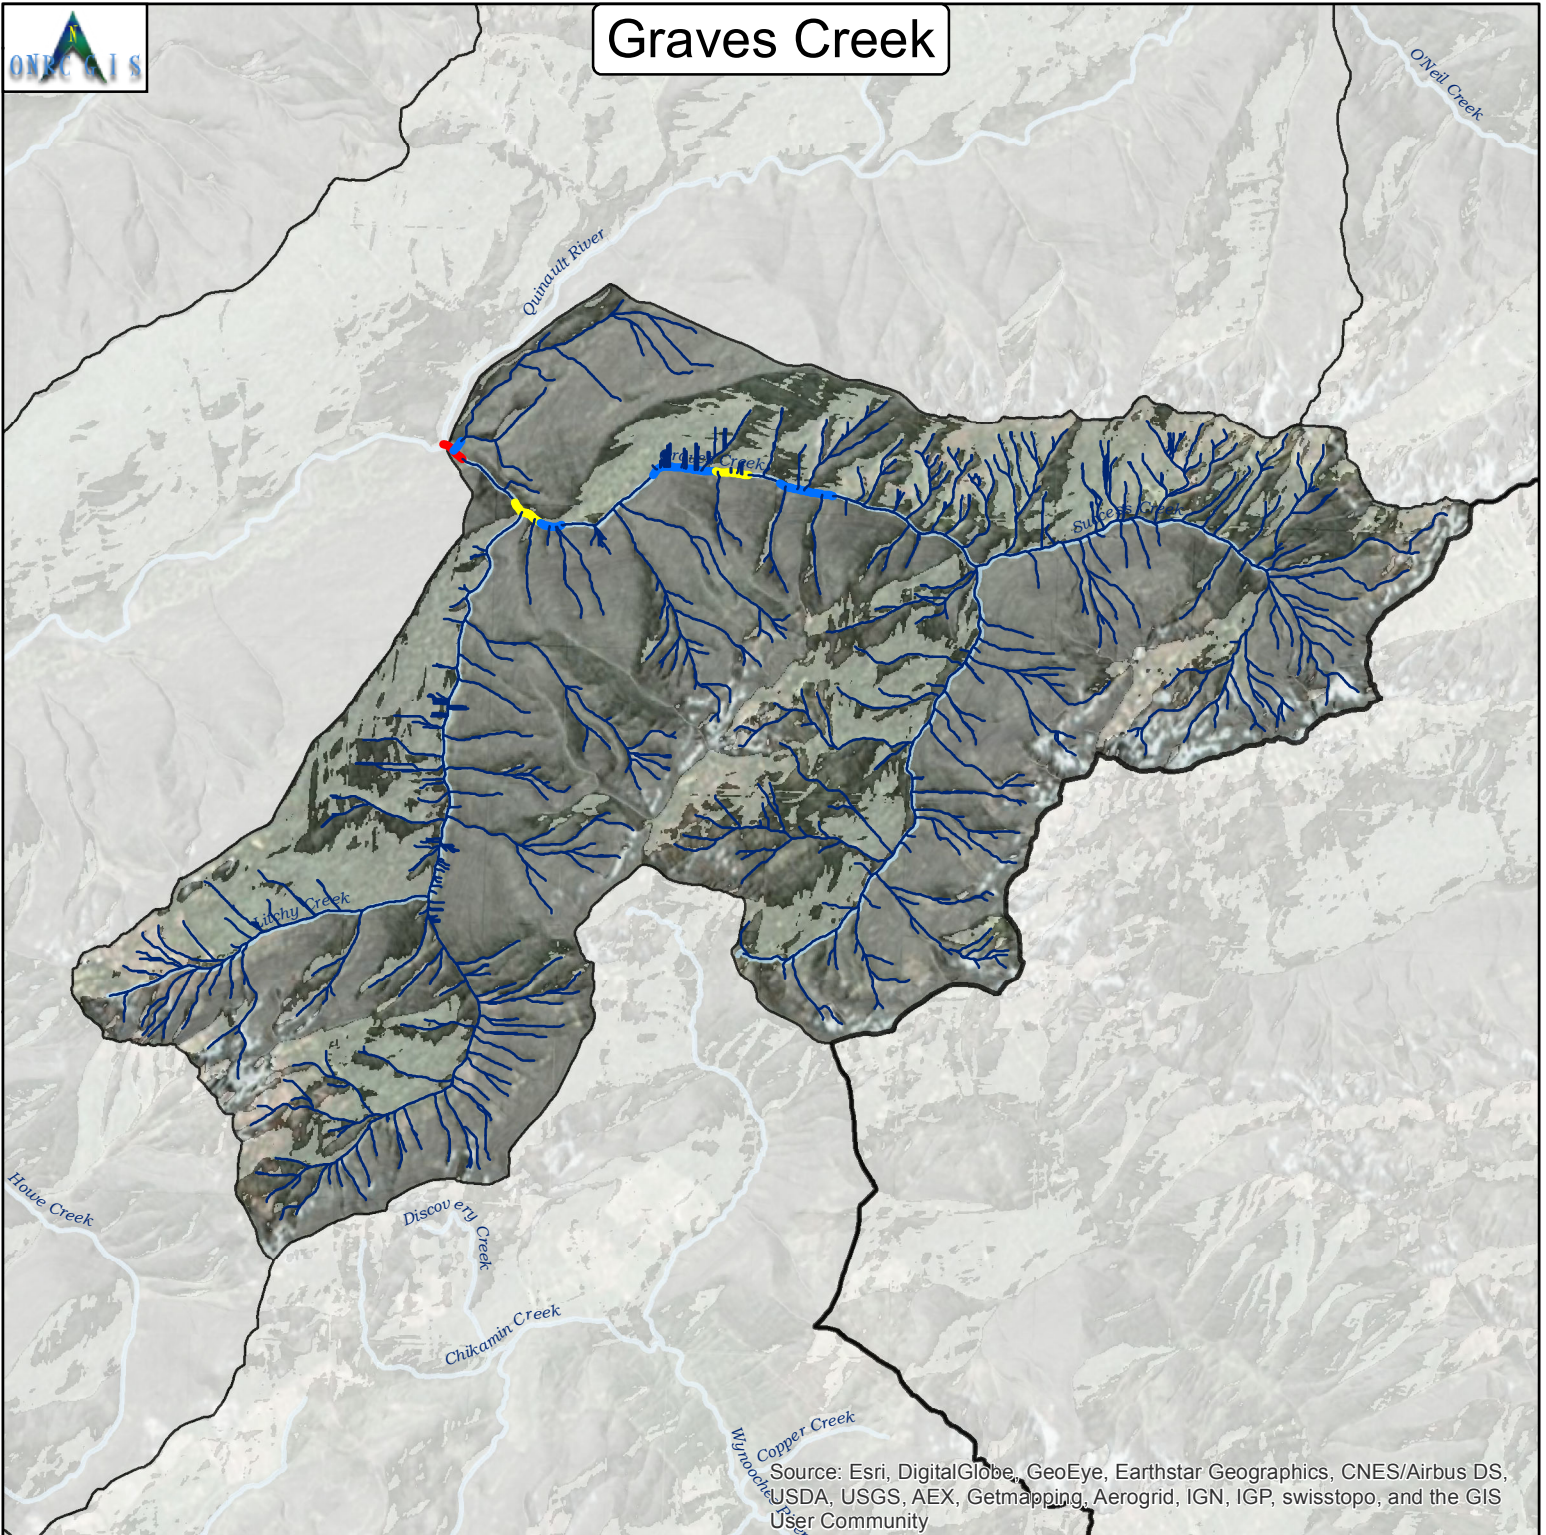 N
ONRC GIS
Graves Creek
O'Neil Creek
Quinault River
Graves Creek
Success Creek
Litchy Creek
Howe Creek
Discovery Creek
Chikamin Creek
Copper Creek
Wynoochee River
Source: Esri, DigitalGlobe, GeoEye, Earthstar Geographics, CNES/Airbus DS,
USDA, USGS, AEX, Getmapping, Aerogrid, IGN, IGP, swisstopo, and the GIS
User Community